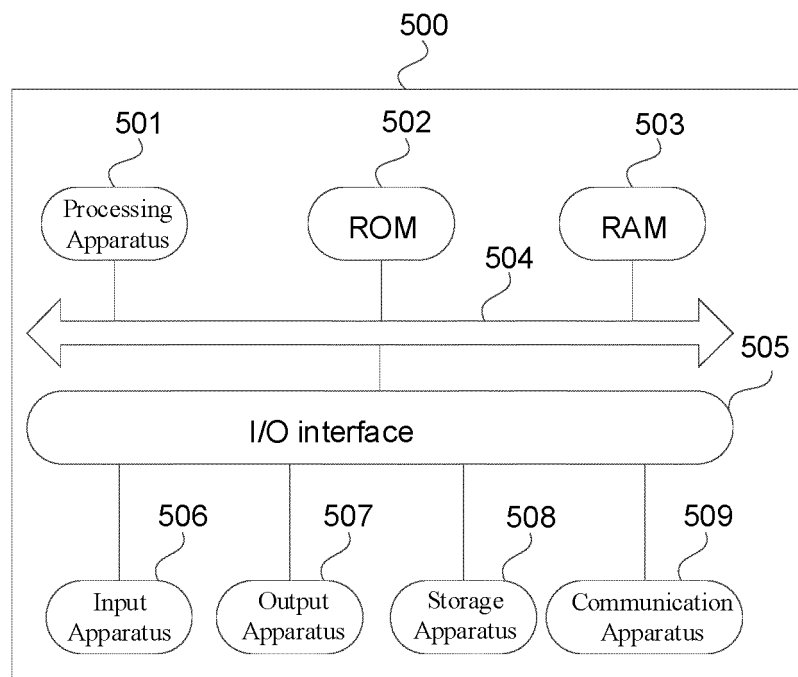 500
501
502
503
Processing
Apparatus
ROM
RAM
504
505
I/O interface
506
507
508
509
Input
Apparatus
Output
Apparatus
Storage
Apparatus
Communication
Apparatus